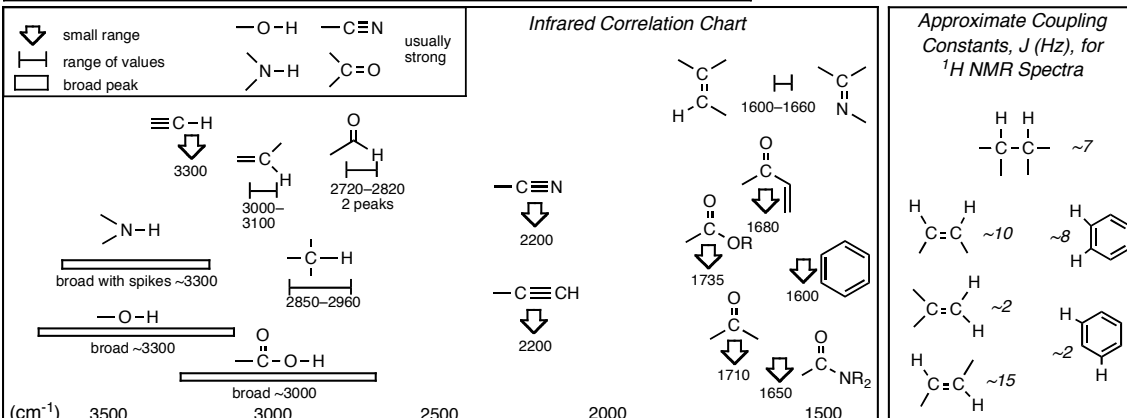 Infrared Correlation Chart
small range
range of values
broad peak
O H
C≡N
N H
C=O
usually
strong
H C
C
N
1600–1660
≡C–H
3300
=C
H
3000–
3100
O
H
2720–2820
2 peaks
—C≡N
2200
O
C
1680
O
C
OR
1735
1600
N–H
broad with spikes ~3300
C–H
2850–2960
—C≡CH
2200
—O–H
broad ~3300
O
C–O–H
broad ~3000
O
C
1710
O
C
NR2
1650
(cm-1) 3500 3000 2500 2000 1500
Approximate Coupling
Constants, J (Hz), for
1H NMR Spectra
H H
C–C
~7
H H
C=C
~10
H
H
~8
H
C=C
H
~2
H
H
~2
H
C=C
H
~15